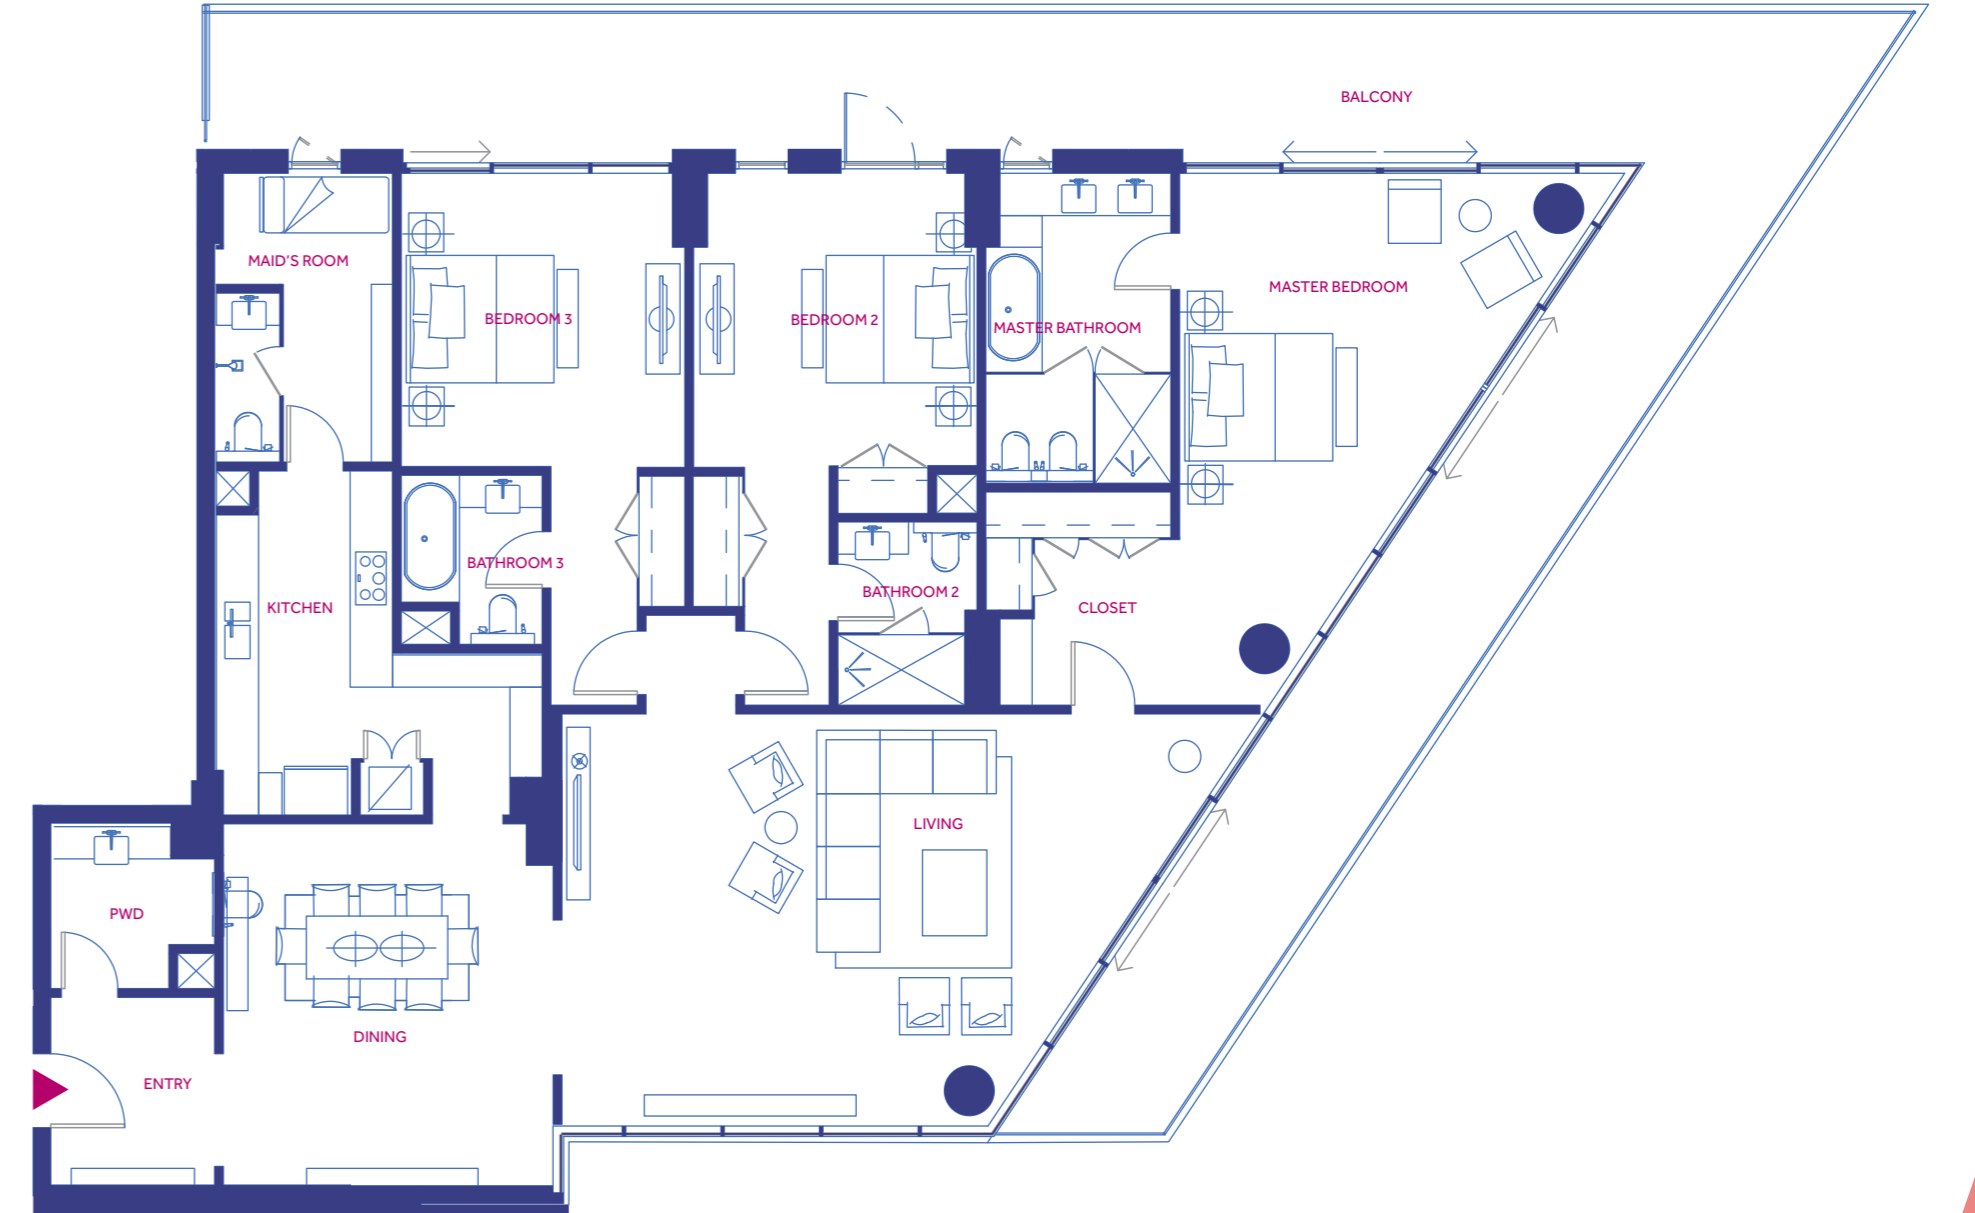 BALCONY
MAID'S ROOM
MASTER BEDROOM
BEDROOM 3
BEDROOM 2
MASTER BATHROOM
BATHROOM 3
BATHROOM 2
KITCHEN
CLOSET
LIVING
PWD
DINING
ENTRY